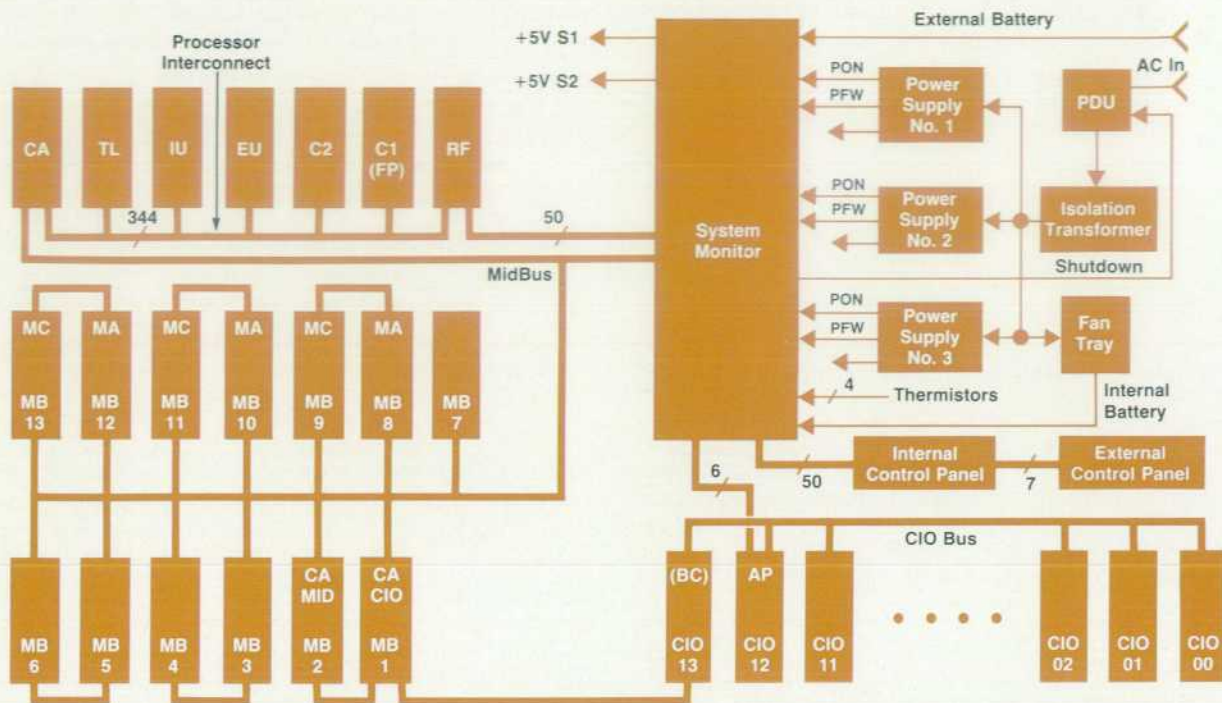 External Battery
AC In
+5V S1
+5V S2
Processor
Interconnect
CA
TL
IU
EU
C2
C1
(FP)
RF
344
50
MidBus
System
Monitor
PON
PFW
Power
Supply
No. 1
PDU
PON
PFW
Power
Supply
No. 2
Isolation
Transformer
Shutdown
PON
PFW
Power
Supply
No. 3
Fan
Tray
4
Thermistors
Internal
Battery
MC
MA
MC
MA
MC
MA
MB
13
MB
12
MB
11
MB
10
MB
9
MB
8
MB
7
6
50
Internal
Control Panel
7
External
Control Panel
CIO Bus
CA
MID
CA
CIO
MB
6
MB
5
MB
4
MB
3
MB
2
MB
1
(BC)
AP
CIO
13
CIO
12
CIO
11
CIO
02
CIO
01
CIO
00